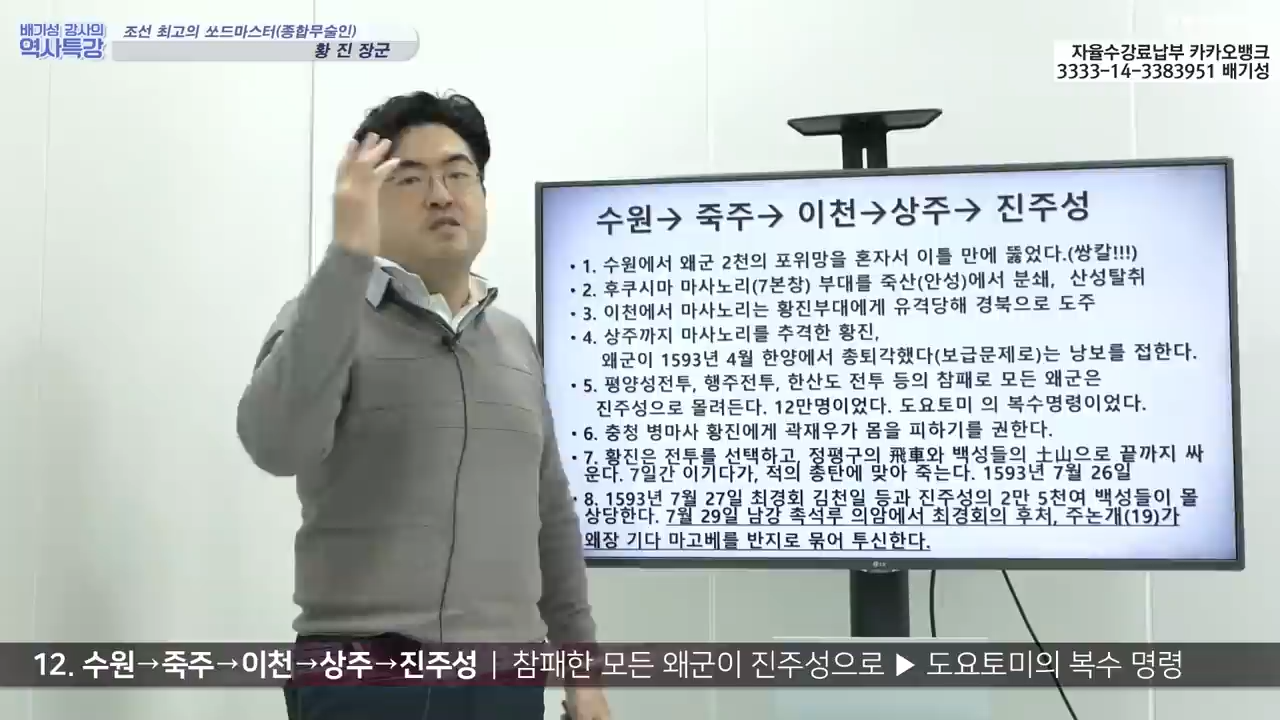 배기성 강사의
역사특강
조선 최고의 쏘드마스터(종합무술인)
황 진 장군
자율수강료납부 카카오뱅크
3333-14-3383951 배기성
수원→ 죽주→ 이천→상주→ 진주성
• 1. 수원에서 왜군 2천의 포위망을 혼자서 이틀 만에 뚫었다.(쌍칼!!!)
• 2. 후쿠시마 마사노리(7본창) 부대를 죽산(안성)에서 분쇄, 산성탈취
• 3. 이천에서 마사노리는 황진부대에게 유격당해 경북으로 도주
• 4. 상주까지 마사노리를 추격한 황진,
왜군이 1593년 4월 한양에서 총퇴각했다(보급문제로)는 낭보를 접한다.
• 5. 평양성전투, 행주전투, 한산도 전투 등의 참패로 모든 왜군은
진주성으로 몰려든다. 12만명이었다. 도요토미 의 복수명령이었다.
• 6. 충청 병마사 황진에게 곽재우가 몸을 피하기를 권한다.
• 7. 황진은 전투를 선택하고, 정평구의 飛車와 백성들의 土山으로 끝까지 싸
운다. 7일간 이기다가, 적의 총탄에 맞아 죽는다. 1593년 7월 26일
• 8. 1593년 7월 27일 최경회 김천일 등과 진주성의 2만 5천여 백성들이 몰
상당한다. 7월 29일 남강 촉석루 의암에서 최경회의 후처, 주논개(19)가
왜장 기다 마고베를 반지로 묶어 투신한다.
12. 수원→죽주→이천→상주→진주성 | 참패한 모든 왜군이 진주성으로 ▶ 도요토미의 복수 명령